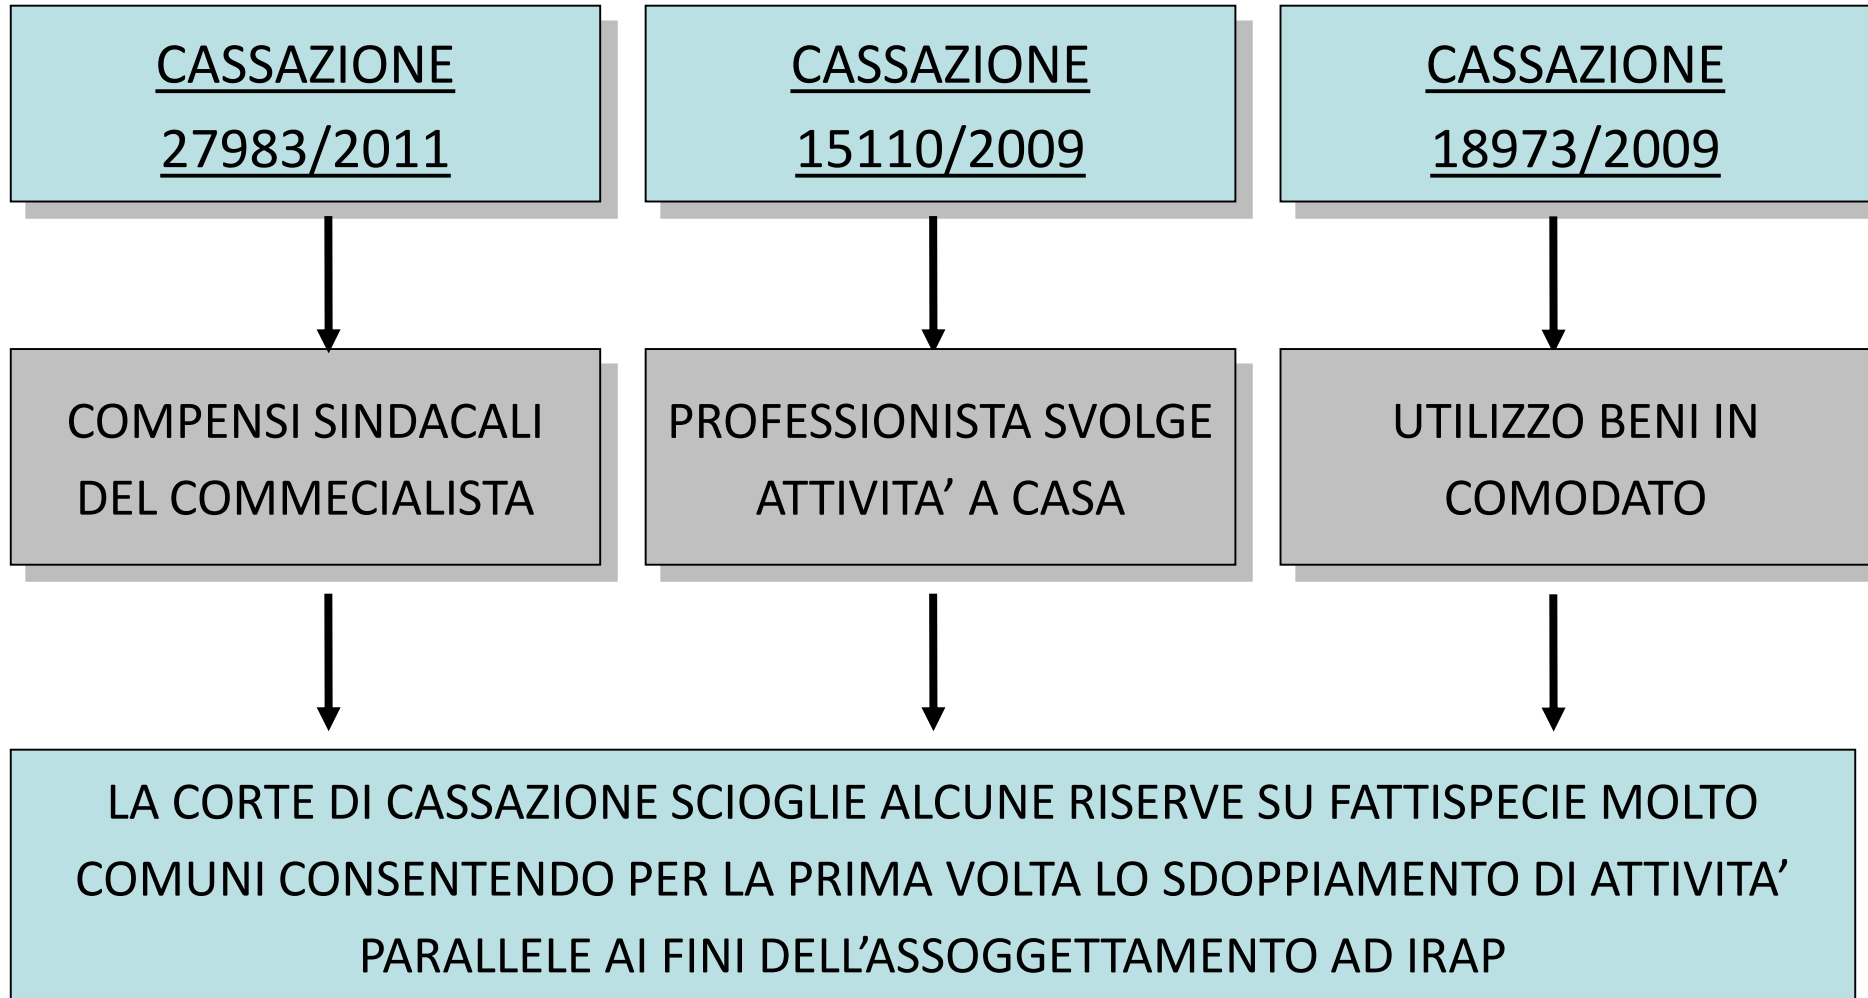 CASSAZIONE
27983/2011
CASSAZIONE
15110/2009
CASSAZIONE
18973/2009
COMPENSI SINDACALI
DEL COMMECIALISTA
PROFESSIONISTA SVOLGE
ATTIVITA’ A CASA
UTILIZZO BENI IN
COMODATO
LA CORTE DI CASSAZIONE SCIOGLIE ALCUNE RISERVE SU FATTISPECIE MOLTO
COMUNI CONSENTENDO PER LA PRIMA VOLTA LO SDOPPIAMENTO DI ATTIVITA’
PARALLELE AI FINI DELL’ASSOGGETTAMENTO AD IRAP